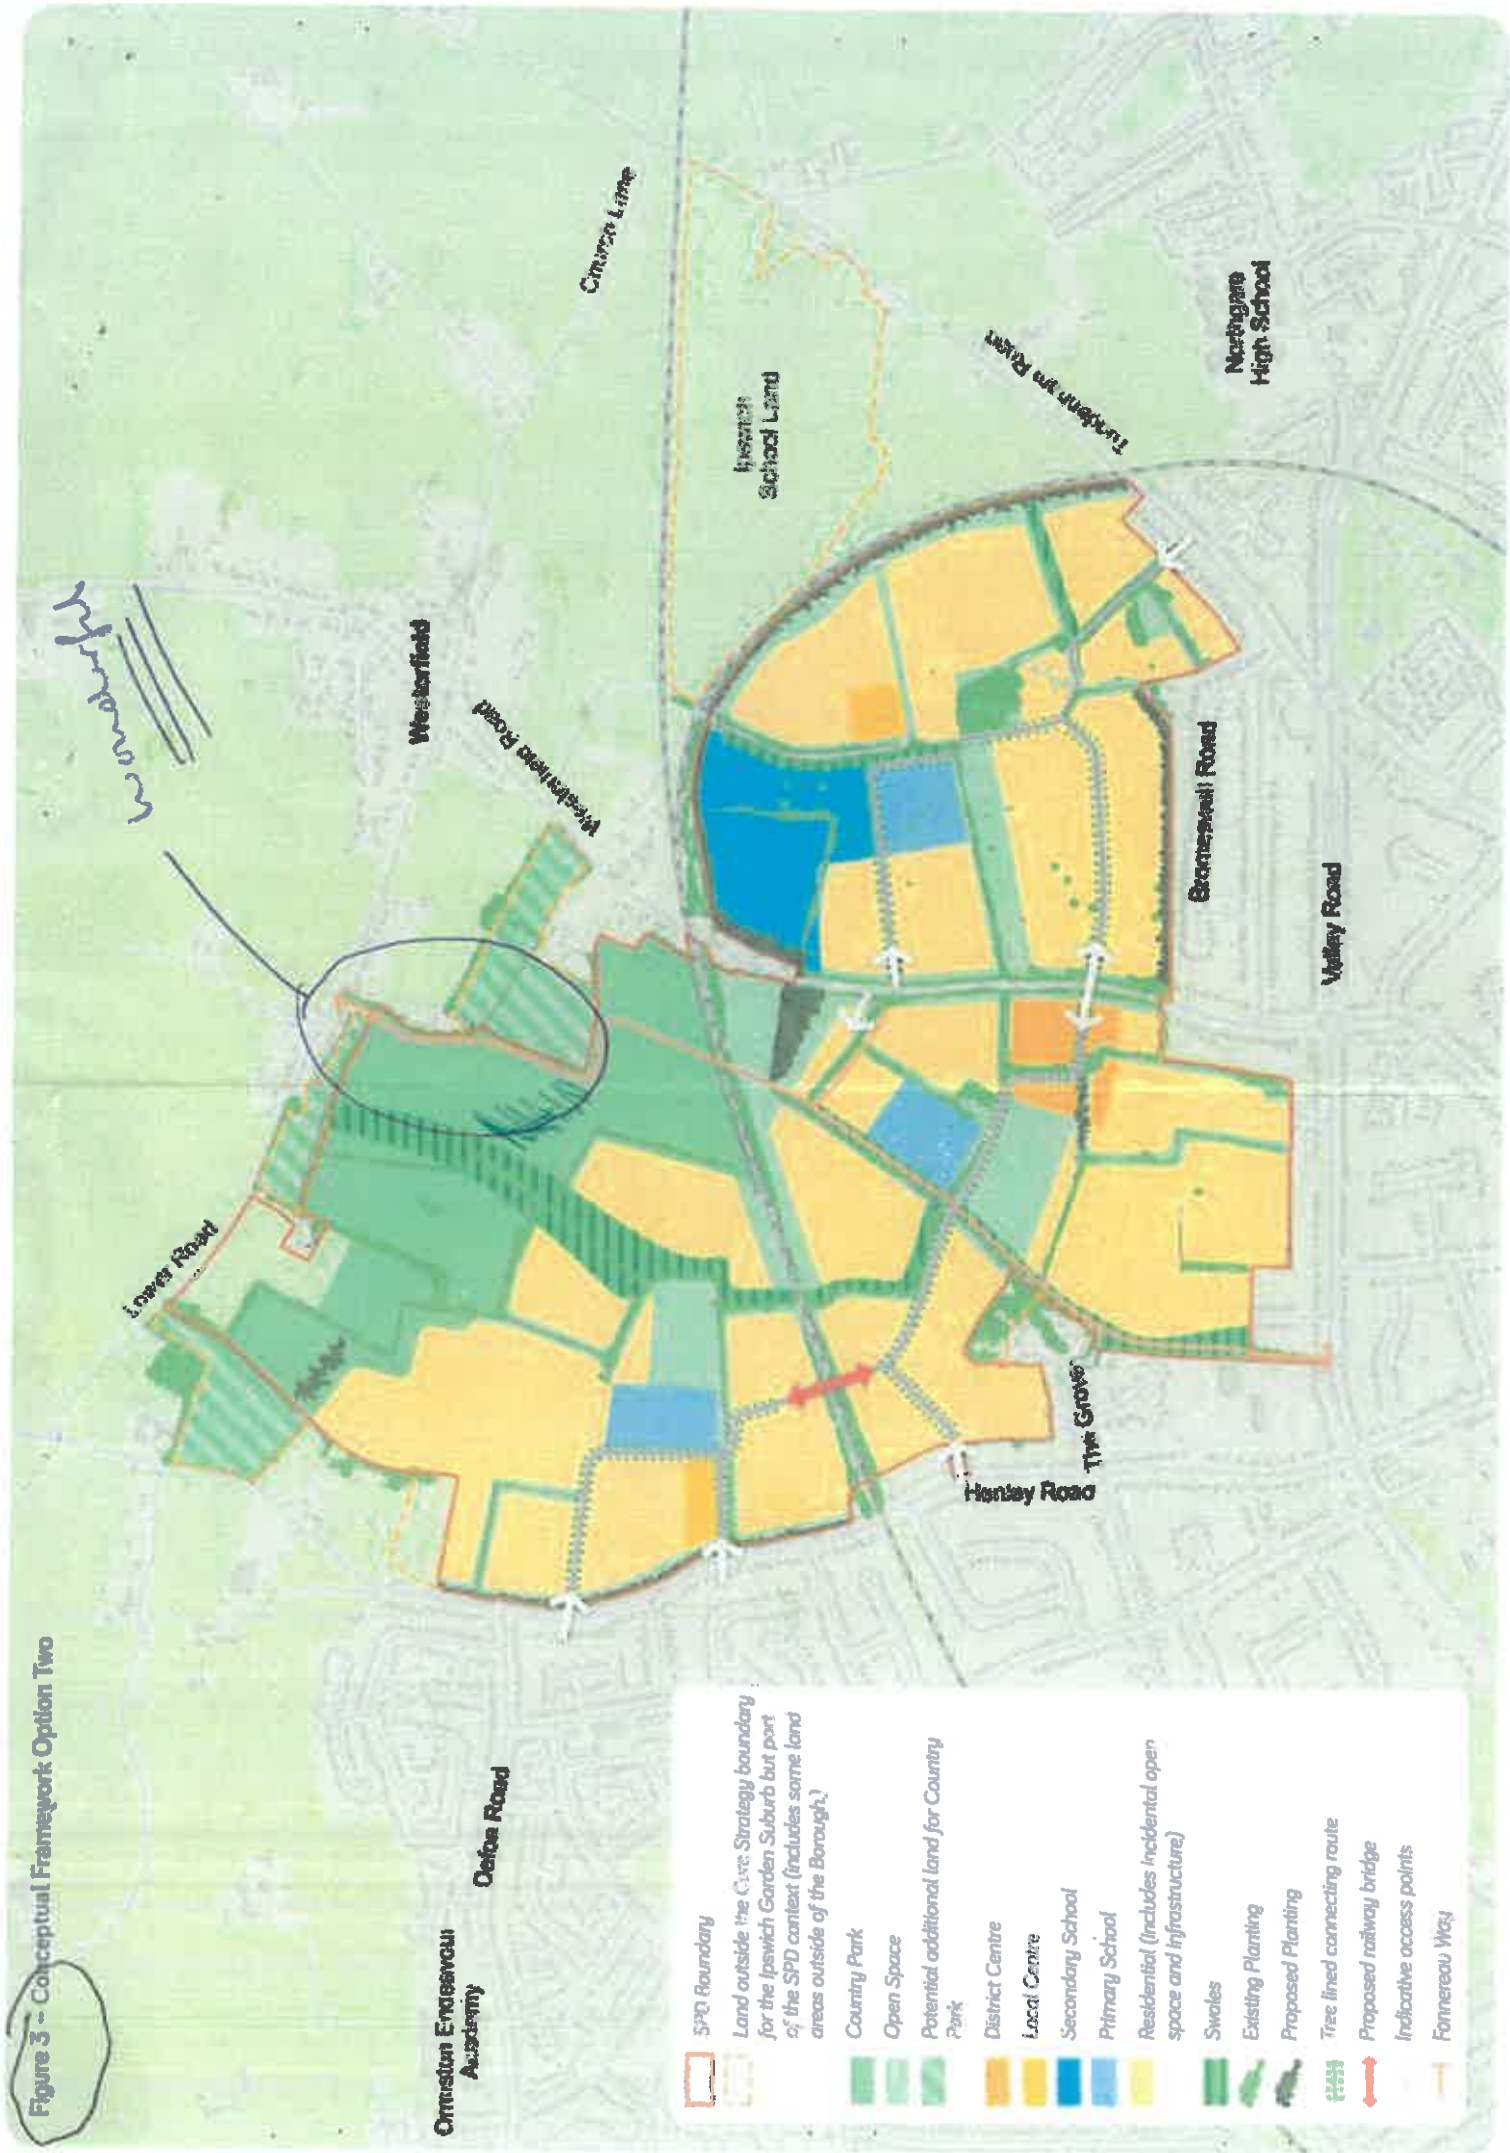 Figure 3 – Conceptual Framework Option Two
wonderful
Lower Road
Westerfield
Westerfield Road
Church Lane
Ipswich
School Land
Tuddenham Road
Northgate
High School
Ormiston Endeavour
Academy
Defoe Road
Henley Road
The Grove
Bromeswell Road
Valley Road
SPD Boundary
Land outside the Core Strategy boundary
for the Ipswich Garden Suburb but part
of the SPD context (includes some land
areas outside of the Borough.)
Country Park
Open Space
Potential additional land for Country
Park
District Centre
Local Centre
Secondary School
Primary School
Residential (includes incidental open
space and infrastructure)
Swales
Existing Planting
Proposed Planting
Tree lined connecting route
Proposed railway bridge
Indicative access points
Fonnereau Way